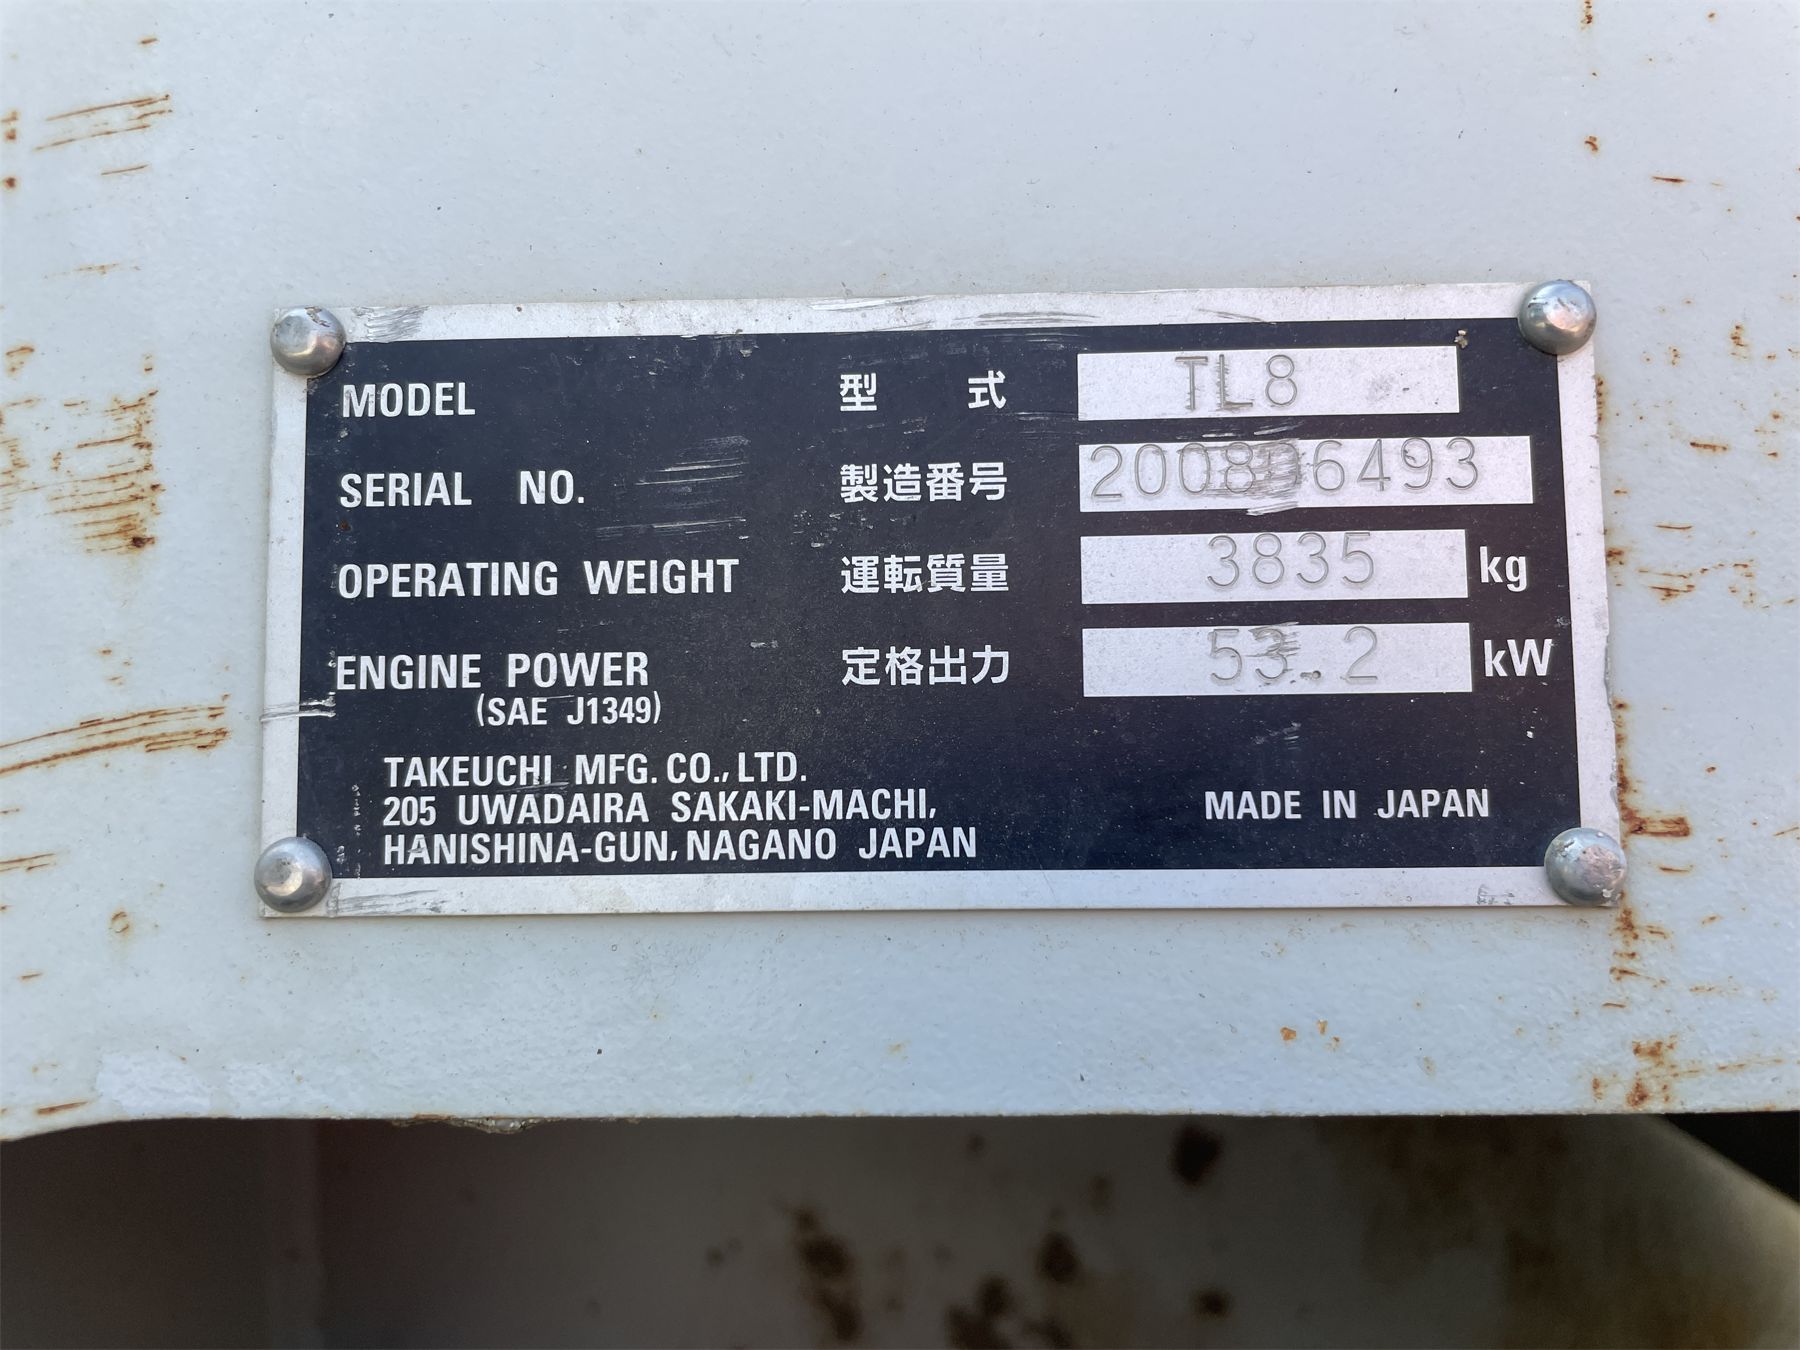 MODEL 型 式 TL8
SERIAL NO. 製造番号
OPERATING WEIGHT 運転質量 3835 kg
ENGINE POWER 定格出力 53.2 kW
(SAE J1349)
TAKEUCHI MFG. CO., LTD.
205 UWADAIRA SAKAKI-MACHI,
HANISHINA-GUN, NAGANO JAPAN
MADE IN JAPAN